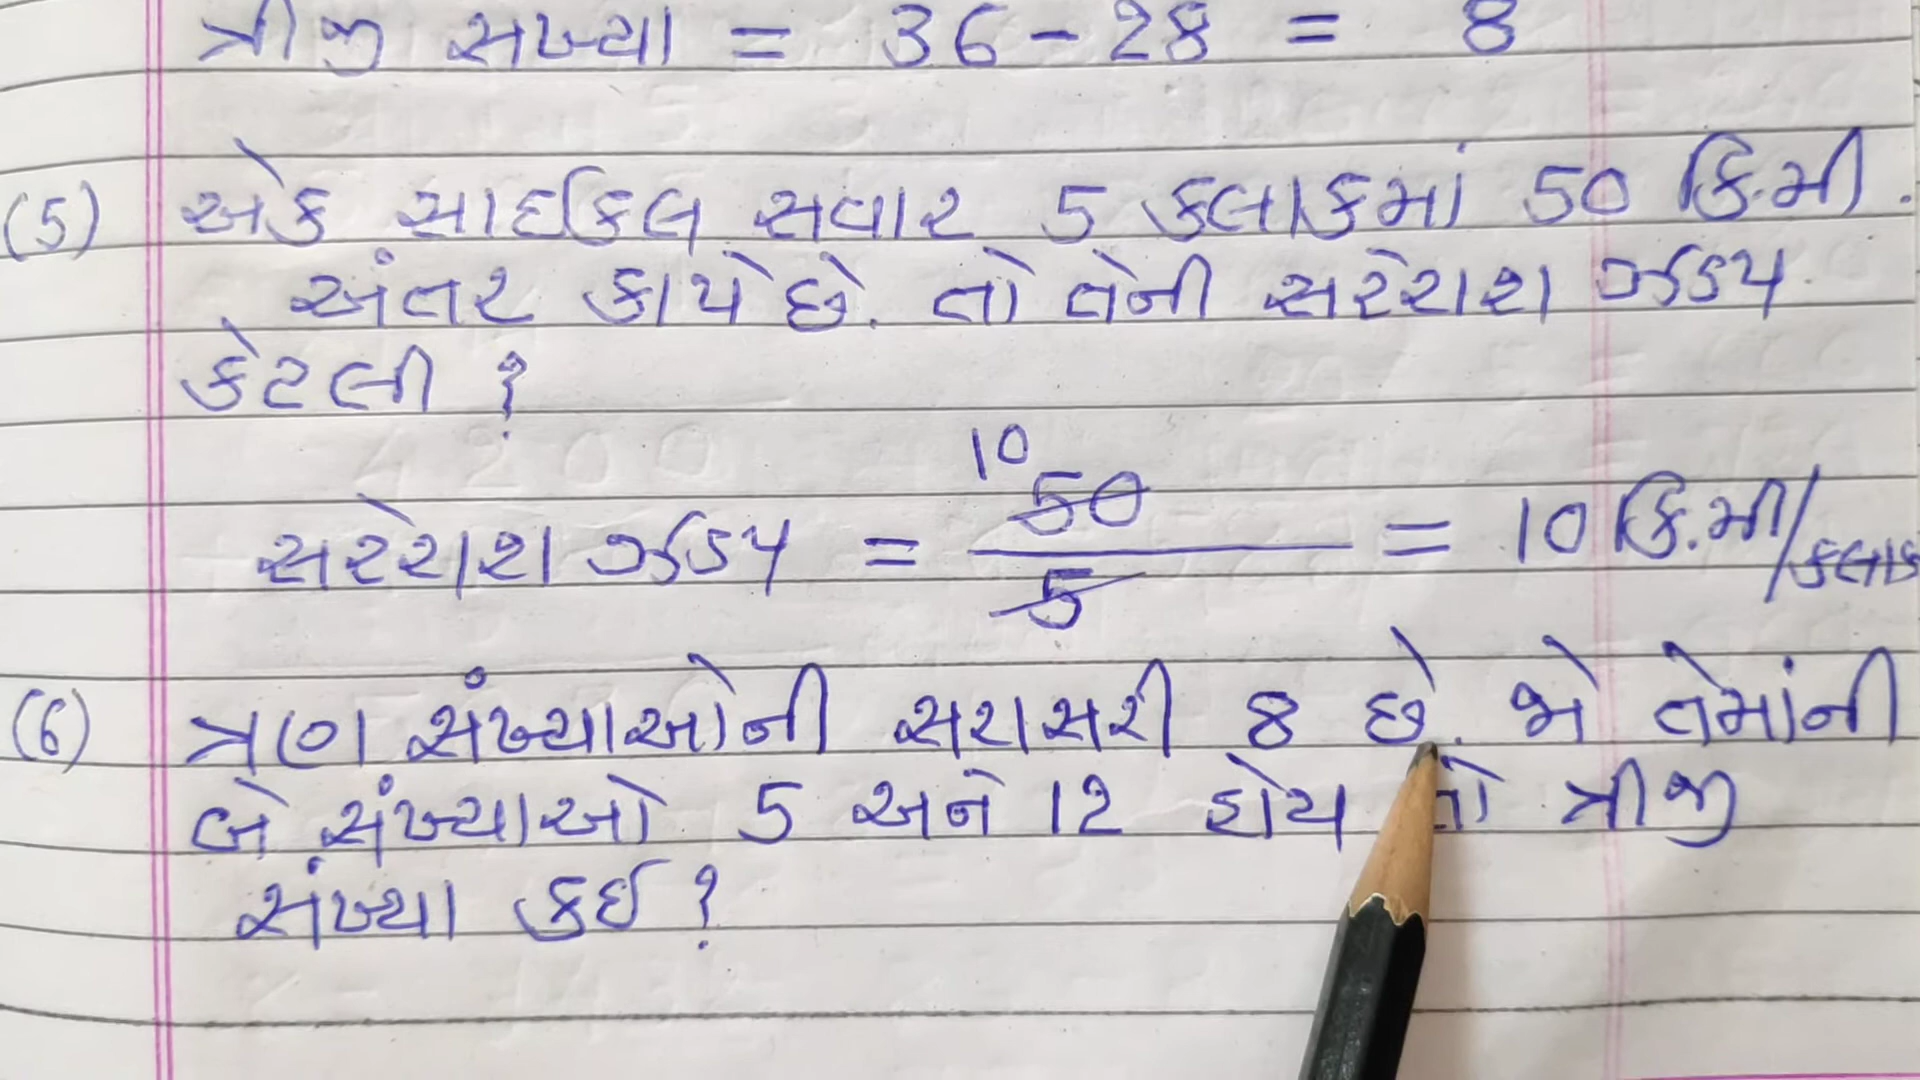 ત્રીજી સંખ્યા = 36 - 28 = 8
(5) એક સાઈકલ સવાર 5 કલાકમાં 50 કિ.મી.
અંતર કાપે છે. તો તેની સરેરાશ ઝડપ
કેટલી ?
સરેરાશ ઝડપ = 50/5 10 = 10 કિ.મી/કલાક
(6) ત્રણ સંખ્યાઓની સરાસરી 8 છે. જો તેમાંની
બે સંખ્યાઓ 5 અને 12 હોય તો ત્રીજી
સંખ્યા કઈ ?